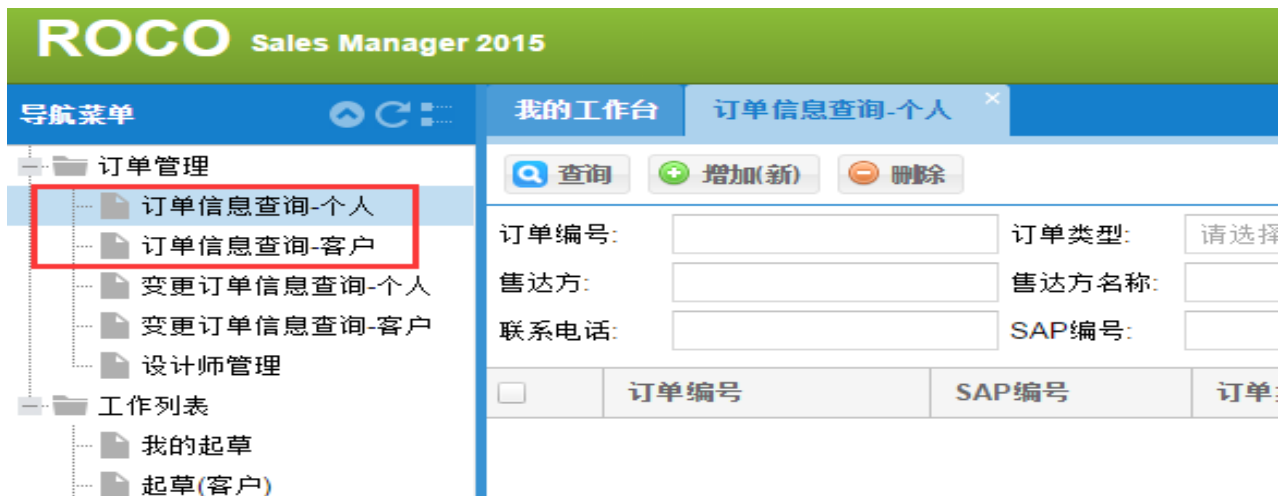 ROCO Sales Manager 2015
导航菜单
我的工作台 订单信息查询-个人
订单管理
订单信息查询-个人
订单信息查询-客户
变更订单信息查询-个人
变更订单信息查询-客户
设计师管理
工作列表
我的起草
起草(客户)
查询 增加(新) 删除
订单编号: 订单类型: 请选择
售达方: 售达方名称:
联系电话: SAP编号:
订单编号 SAP编号 订单